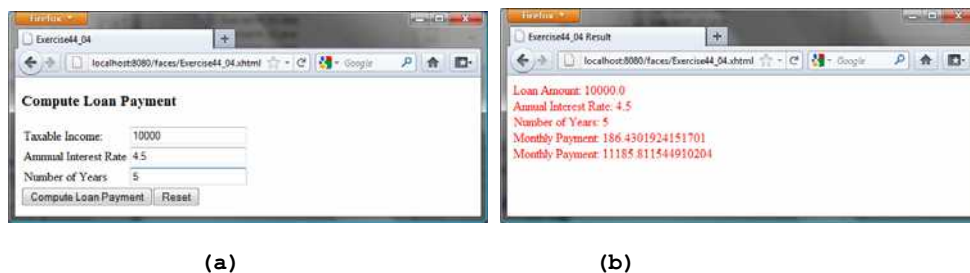 Firefox
Exercise44_04
localhost:8080/faces/Exercise44_04.xhtml
Google
Compute Loan Payment
Taxable Income: 10000
Ammual Interest Rate 4.5
Number of Years 5
Compute Loan Payment Reset
(a)
Firefox
Exercise44_04 Result
localhost:8080/faces/Exercise44_04.xhtml
Google
Loan Amount: 10000.0
Annual Interest Rate: 4.5
Number of Years: 5
Monthly Payment: 186.4301924151701
Monthly Payment: 11185.811544910204
(b)